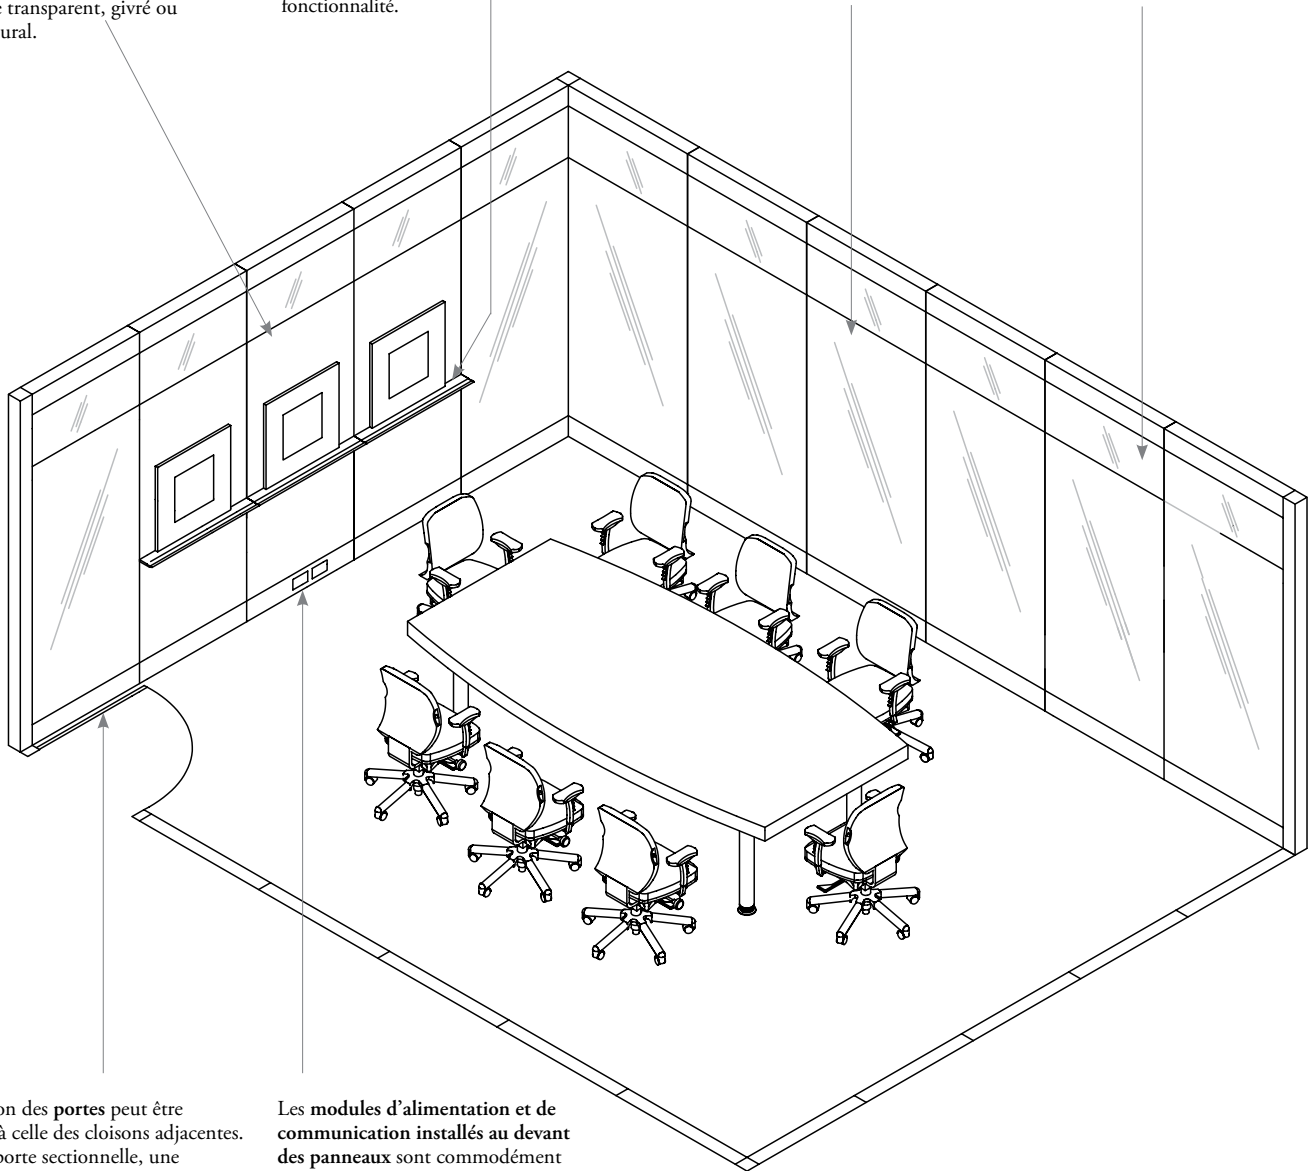 transparent, givré ou
fonctionnalité.
on des portes peut être
à celle des cloisons adjacentes.
porte sectionnelle, une
Les modules d’alimentation et de
communication installés au devant
des panneaux sont commodément